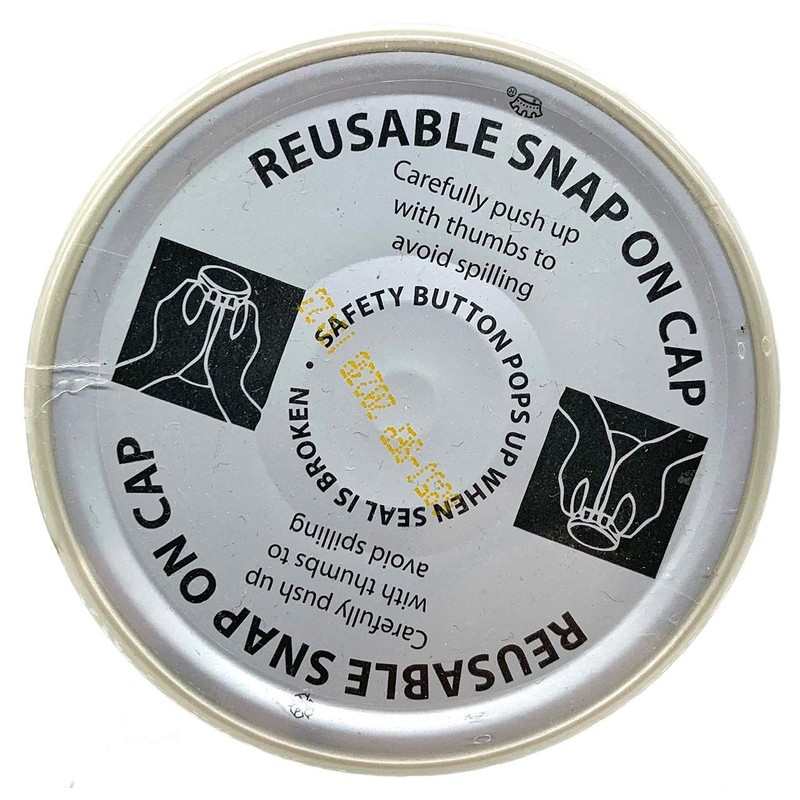 REUSABLE SNAP ON CAP
Carefully push up
with thumbs to
avoid spilling
SAFETY BUTTON POPS UP WHEN SEAL IS BROKEN •
Carefully push up
with thumbs to
avoid spilling
REUSABLE SNAP ON CAP